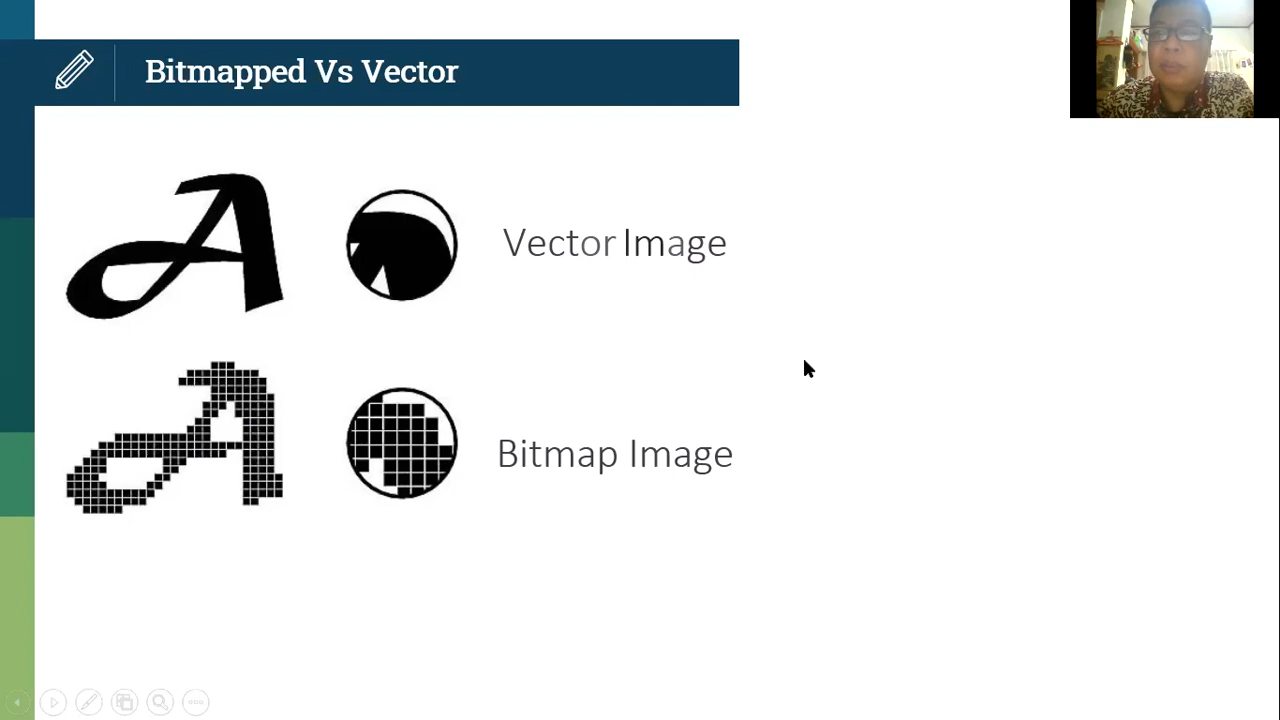 Bitmapped Vs Vector
A
Vector Image
A
Bitmap Image